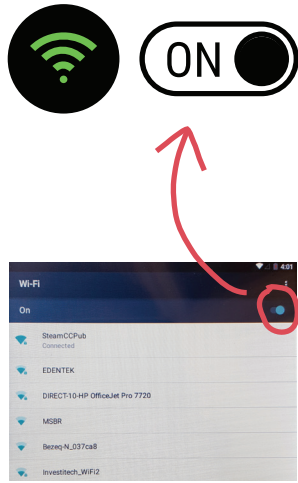 ON
4:01
Wi-Fi
On
SteamCCPub
Connected
EDENTEK
DIRECT-10-HP OfficeJet Pro 7720
MSBR
Bezeq-N_037ca8
Investitech_WiFi2